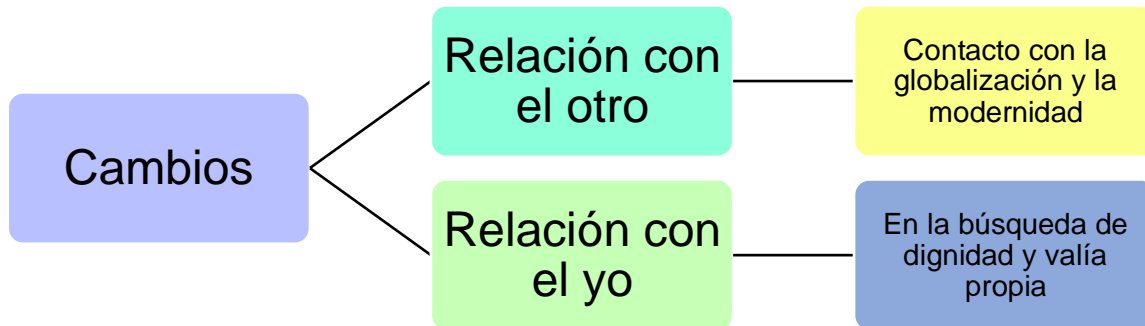 Cambios
Relación con
el otro
Contacto con la
globalización y la
modernidad
Relación con
el yo
En la búsqueda de
dignidad y valía
propia